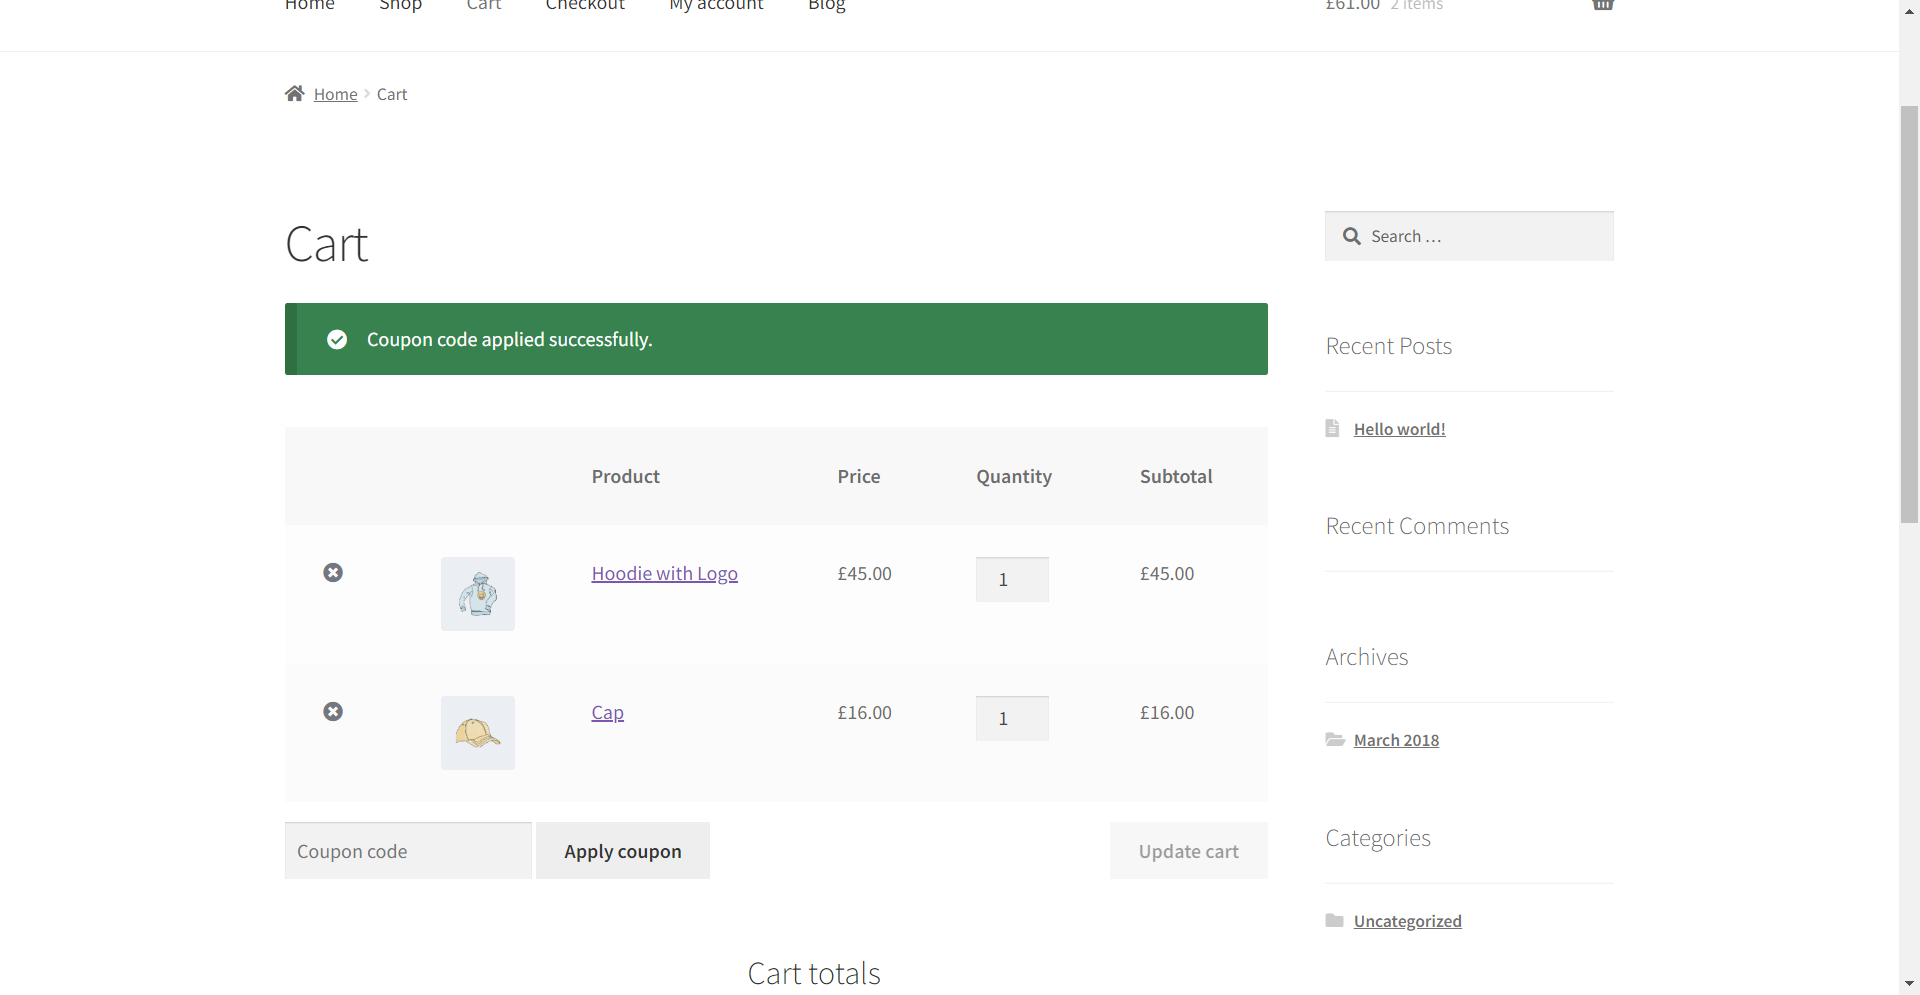 Home Shop Cart Checkout My account Blog £61.00 2 items
Home Cart
Cart
Search …
Coupon code applied successfully.
Recent Posts
Hello world!
Product Price Quantity Subtotal
Recent Comments
Hoodie with Logo £45.00 1 £45.00
Archives
Cap £16.00 1 £16.00
March 2018
Categories
Coupon code Apply coupon Update cart
Uncategorized
Cart totals